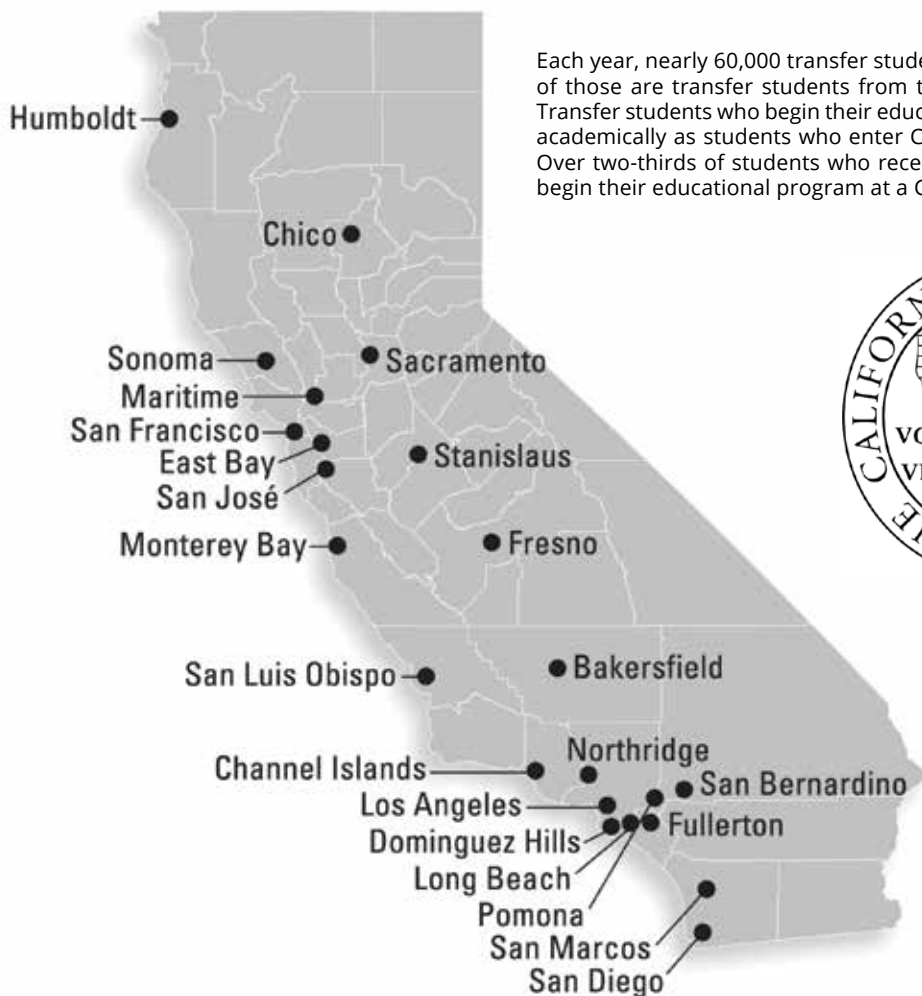 Each year, nearly 60,000 transfer
of those are transfer students from
Transfer students who begin their
academically as students who enter
Over two-thirds of students who
begin their educational program at a
Humboldt
Chico
Sonoma
Sacramento
Maritime
San Francisco
East Bay
Stanislaus
San José
Monterey Bay
Fresno
San Luis Obispo
Bakersfield
Northridge
Channel Islands
San Bernardino
Los Angeles
Dominguez Hills
Fullerton
Long Beach
Pomona
San Marcos
San Diego